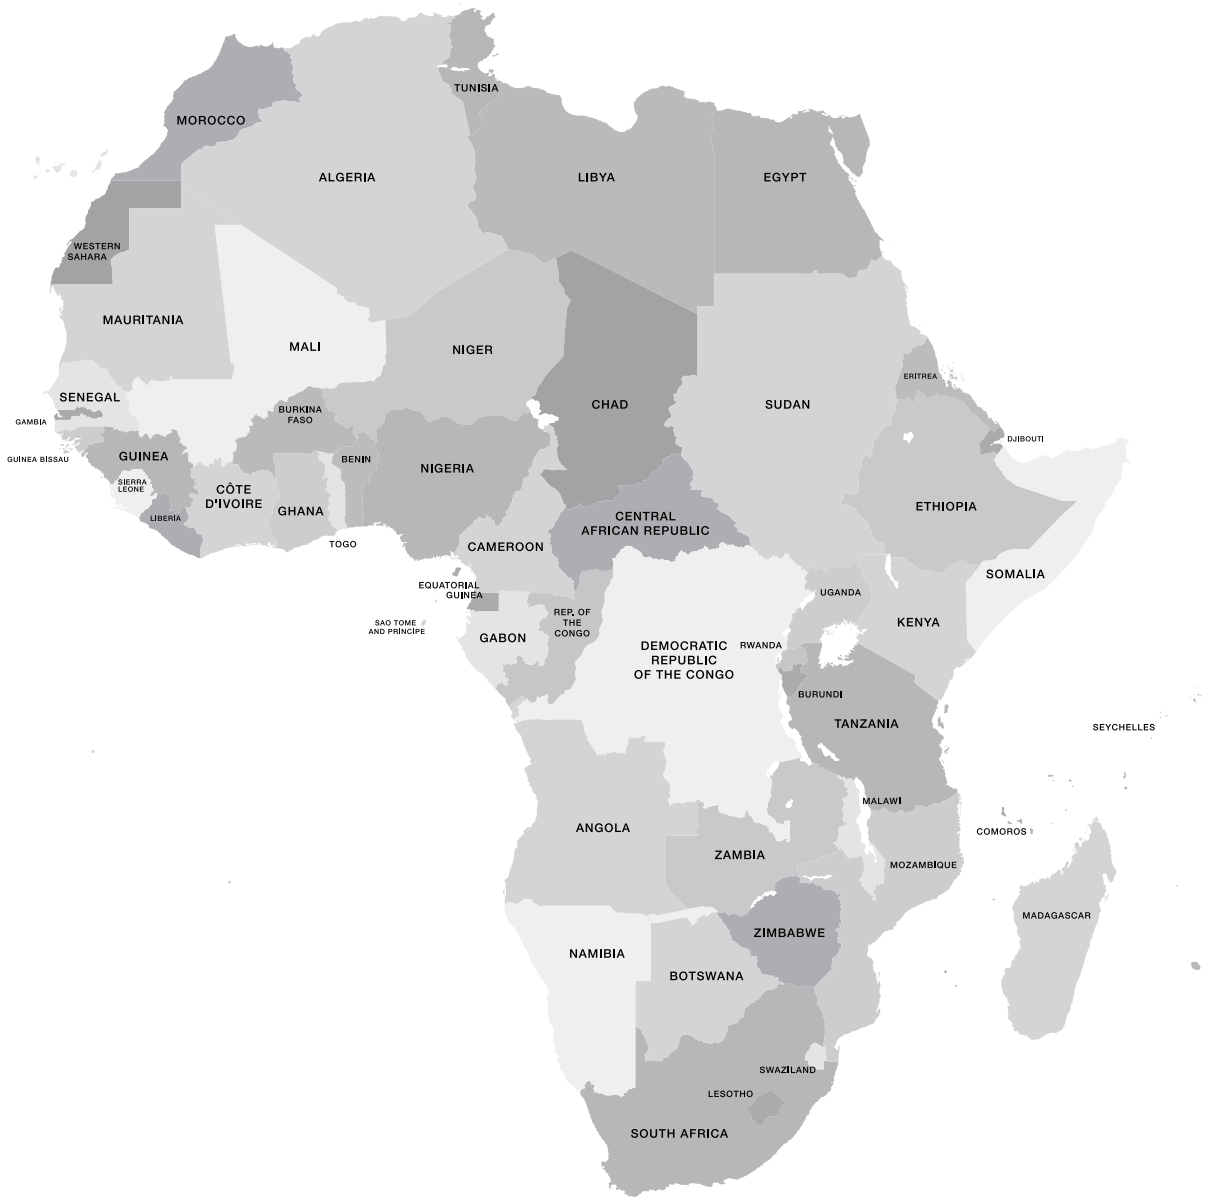 TUNISIA
MOROCCO
ALGERIA
LIBYA
EGYPT
WESTERN
SAHARA
MAURITANIA
MALI
NIGER
CHAD
SUDAN
ERITREA
SENEGAL
GAMBIA
BURKINA
FASO
DJIBOUTI
GUINEA BISSAU
GUINEA
BENIN
NIGERIA
SIERRA
LEONE
CÔTE
D'IVOIRE
GHANA
LIBERIA
TOGO
CENTRAL
AFRICAN REPUBLIC
ETHIOPIA
CAMEROON
SOMALIA
EQUATORIAL
GUINEA
UGANDA
SAO TOME
AND PRINCIPE
GABON
REP. OF
THE
CONGO
KENYA
DEMOCRATIC
REPUBLIC
OF THE CONGO
RWANDA
BURUNDI
TANZANIA
SEYCHELLES
MALAWI
ANGOLA
COMOROS
ZAMBIA
MOZAMBIQUE
MADAGASCAR
ZIMBABWE
NAMIBIA
BOTSWANA
SWAZILAND
LESOTHO
SOUTH AFRICA